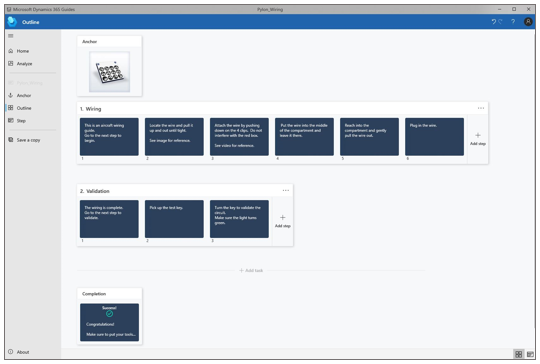 Microsoft Dynamics 365 Guides
Pylon_Wiring
Outline
Home
Analyze
Pylon_Wiring
Anchor
Outline
Step
Save a copy
About
Anchor
1. Wiring
This is an aircraft wiring
guide.
Go to the next step to
begin.
1
Locate the wire and pull it
up and out until tight.
See image for reference.
2
Attach the wire by pushing
down on the 4 clips. Do not
interfere with the red box.
See video for reference.
3
Put the wire into the middle
of the compartment and
leave it there.
4
Reach into the
compartment and gently
pull the wire out.
5
Plug in the wire.
6
Add step
2. Validation
The wiring is complete.
Go to the next step to
validate.
1
Pick up the test key.
2
Turn the key to validate the
circuit.
Make sure the light turns
green.
3
Add step
+ Add task
Completion
Success!
Congratulations!
Make sure to put your tools...